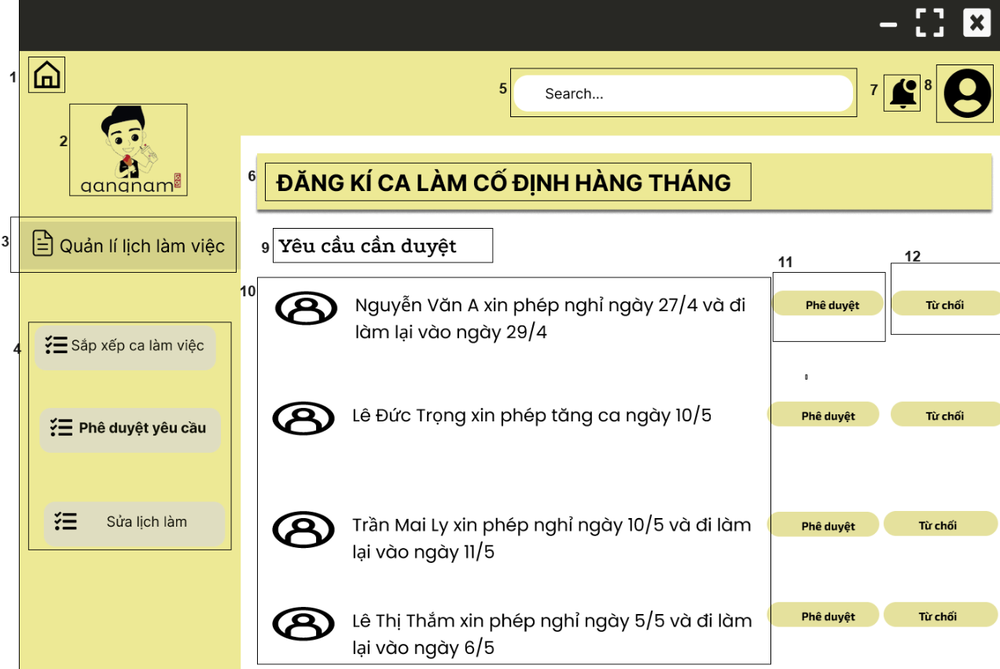 1
5
Search...
7
8
2
gananam
6
ĐĂNG KÍ CA LÀM CỐ ĐỊNH HÀNG THÁNG
3
Quản lí lịch làm việc
9
Yêu cầu cần duyệt
11
12
10
Nguyễn Văn A xin phép nghỉ ngày 27/4 và đi
làm lại vào ngày 29/4
Phê duyệt
Từ chối
4
Sắp xếp ca làm việc
Phê duyệt yêu cầu
Sửa lịch làm
Lê Đức Trọng xin phép tăng ca ngày 10/5
Phê duyệt
Từ chối
Trần Mai Ly xin phép nghỉ ngày 10/5 và đi làm
lại vào ngày 11/5
Phê duyệt
Từ chối
Lê Thị Thắm xin phép nghỉ ngày 5/5 và đi làm
lại vào ngày 6/5
Phê duyệt
Từ chối